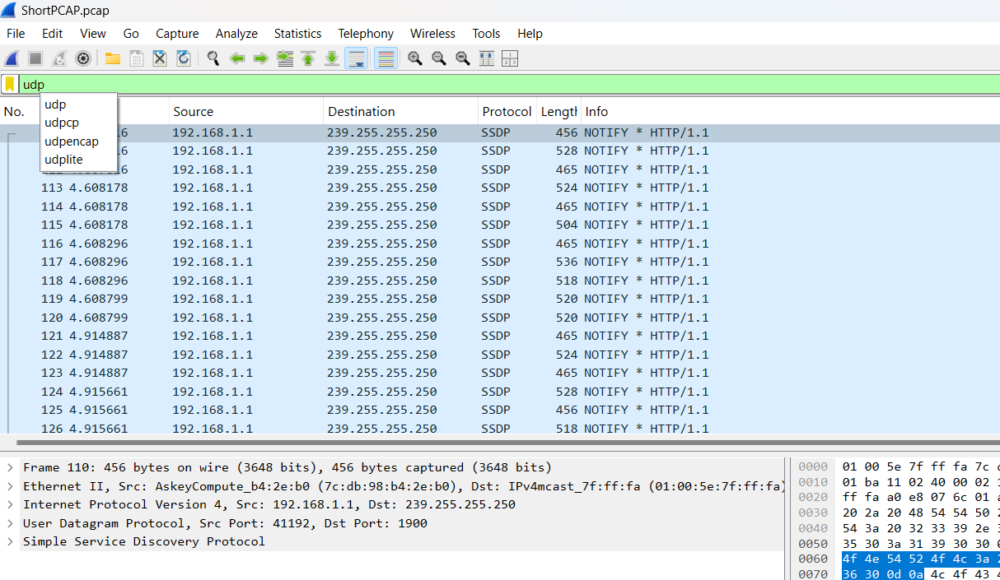 ShortPCAP.pcap
File Edit View Go Capture Analyze Statistics Telephony Wireless Tools Help
udp
No. Source Destination Protocol Length Info
udp
udpcp
udpencap
udplite
192.168.1.1 239.255.255.250 SSDP 456 NOTIFY * HTTP/1.1
192.168.1.1 239.255.255.250 SSDP 528 NOTIFY * HTTP/1.1
192.168.1.1 239.255.255.250 SSDP 465 NOTIFY * HTTP/1.1
113 4.608178 192.168.1.1 239.255.255.250 SSDP 524 NOTIFY * HTTP/1.1
114 4.608178 192.168.1.1 239.255.255.250 SSDP 465 NOTIFY * HTTP/1.1
115 4.608178 192.168.1.1 239.255.255.250 SSDP 504 NOTIFY * HTTP/1.1
116 4.608296 192.168.1.1 239.255.255.250 SSDP 465 NOTIFY * HTTP/1.1
117 4.608296 192.168.1.1 239.255.255.250 SSDP 536 NOTIFY * HTTP/1.1
118 4.608296 192.168.1.1 239.255.255.250 SSDP 518 NOTIFY * HTTP/1.1
119 4.608799 192.168.1.1 239.255.255.250 SSDP 520 NOTIFY * HTTP/1.1
120 4.608799 192.168.1.1 239.255.255.250 SSDP 520 NOTIFY * HTTP/1.1
121 4.914887 192.168.1.1 239.255.255.250 SSDP 465 NOTIFY * HTTP/1.1
122 4.914887 192.168.1.1 239.255.255.250 SSDP 524 NOTIFY * HTTP/1.1
123 4.914887 192.168.1.1 239.255.255.250 SSDP 465 NOTIFY * HTTP/1.1
124 4.915661 192.168.1.1 239.255.255.250 SSDP 528 NOTIFY * HTTP/1.1
125 4.915661 192.168.1.1 239.255.255.250 SSDP 456 NOTIFY * HTTP/1.1
126 4.915661 192.168.1.1 239.255.255.250 SSDP 518 NOTIFY * HTTP/1.1
Frame 110: 456 bytes on wire (3648 bits), 456 bytes captured (3648 bits)
Ethernet II, Src: AskeyCompute_b4:2e:b0 (7c:db:98:b4:2e:b0), Dst: IPv4mcast_7f:ff:fa (01:00:5e:7f:ff:fa)
Internet Protocol Version 4, Src: 192.168.1.1, Dst: 239.255.255.250
User Datagram Protocol, Src Port: 41192, Dst Port: 1900
Simple Service Discovery Protocol
0000 01 00 5e 7f ff fa 7c
0010 01 ba 11 02 40 00 02
0020 ff fa a0 e8 07 6c 01
0030 20 2a 20 48 54 54 50
0040 54 3a 20 32 33 39 2e
0050 35 30 3a 31 39 30 30
0060 4f 4e 54 52 4f 4c 3a
0070 36 30 0d 0a 4c 4f 43